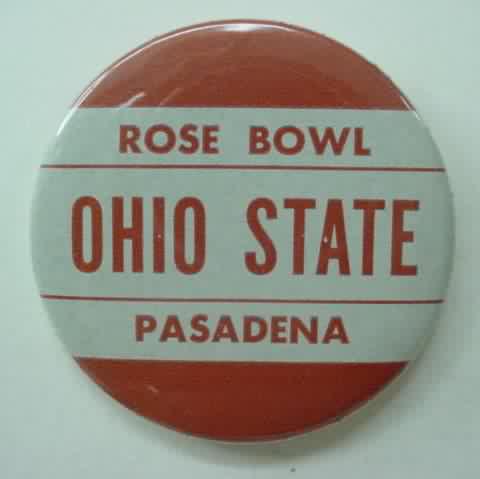 ROSE BOWL
OHIO STATE
PASADENA